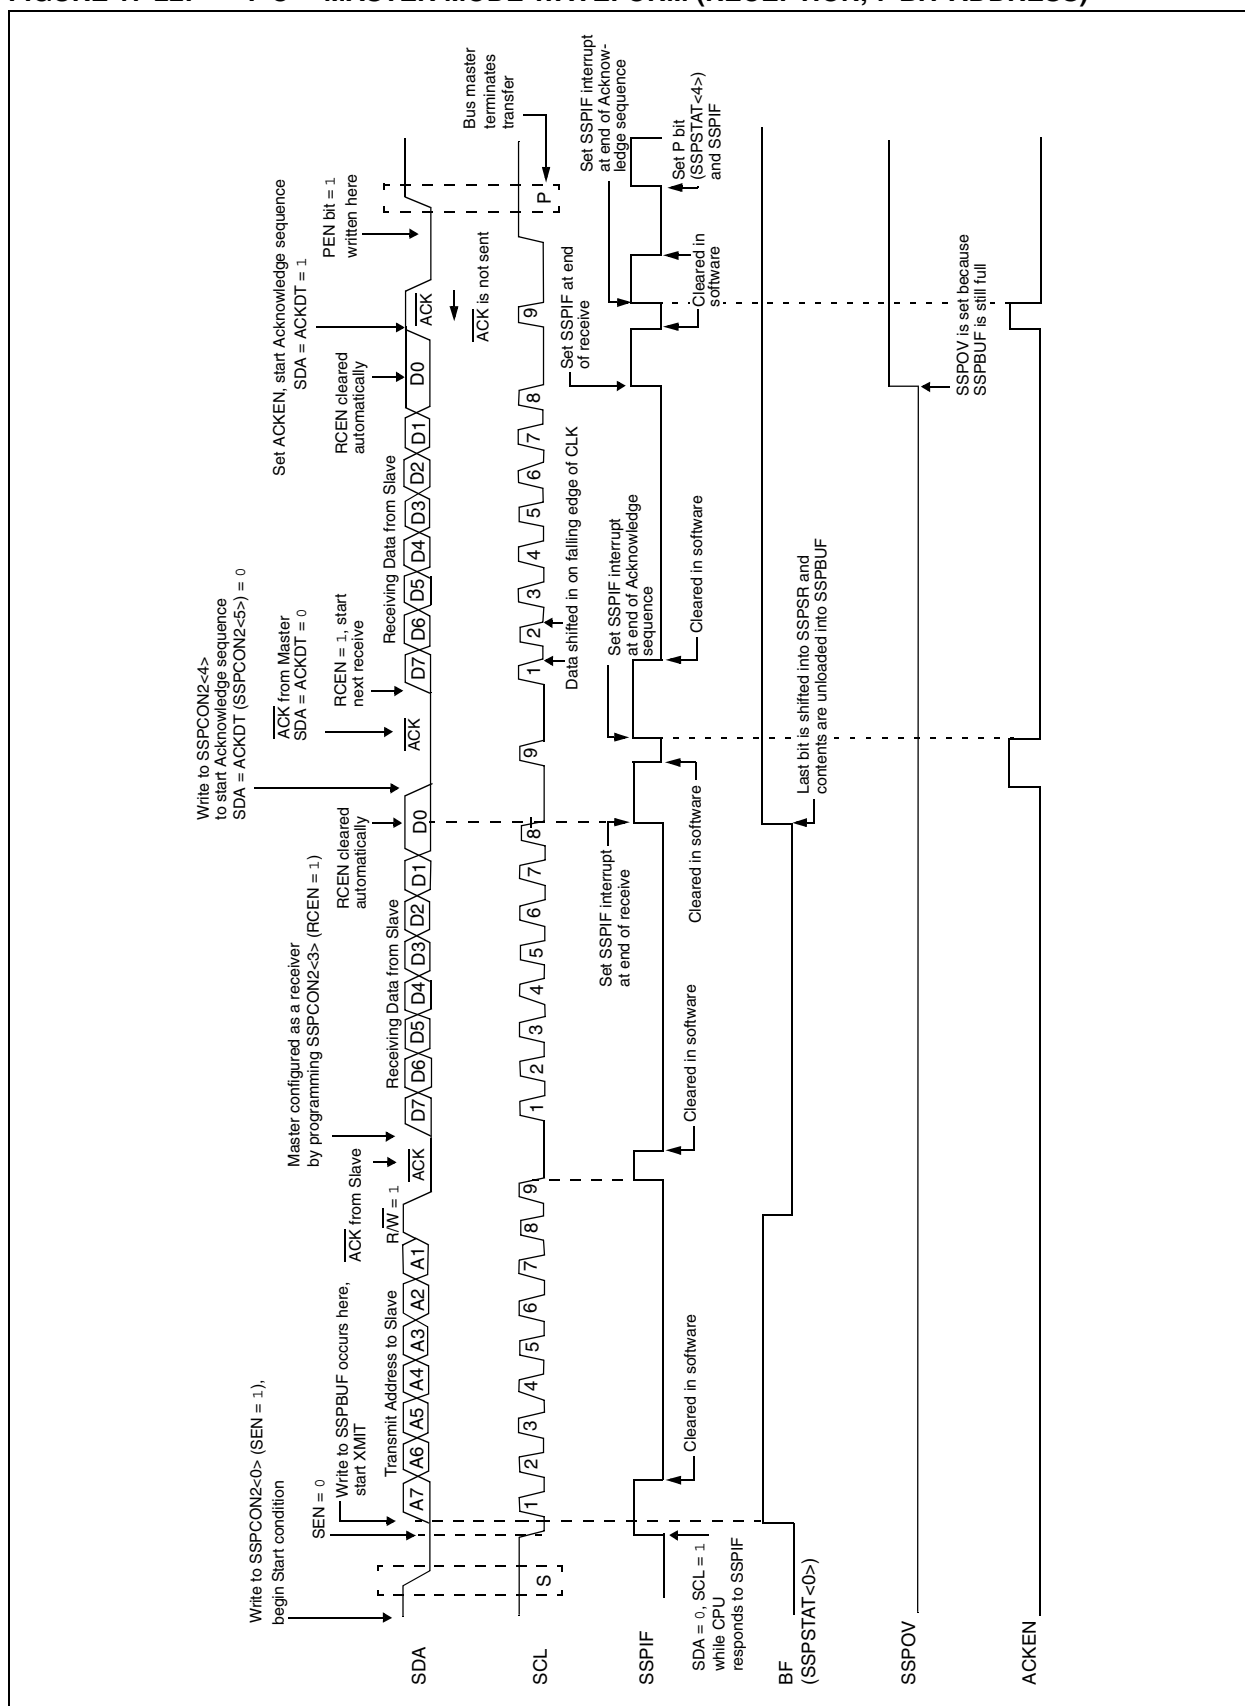 MASTER MODE WAVEFORM (RECEPTION, 7-BIT ADDRESS)
Write to SSPCON2<0> (SEN = 1),
begin Start condition
SEN = 0
Write to SSPBUF occurs here,
start XMIT
Transmit Address to Slave
R/W = 1
ACK from Slave
Master configured as a receiver
by programming SSPCON2<3> (RCEN = 1)
Receiving Data from Slave
RCEN cleared
automatically
Write to SSPCON2<4>
to start Acknowledge sequence
SDA = ACKDT (SSPCON2<5>) = 0
ACK from Master
SDA = ACKDT = 0
RCEN = 1, start
next receive
Receiving Data from Slave
RCEN cleared
automatically
Set ACKEN, start Acknowledge sequence
SDA = ACKDT = 1
PEN bit = 1
written here
SDA
A7 A6 A5 A4 A3 A2 A1
ACK
D7 D6 D5 D4 D3 D2 D1 D0
ACK
D7 D6 D5 D4 D3 D2 D1 D0
ACK
ACK is not sent
Bus master
terminates
transfer
SCL
S
1 2 3 4 5 6 7 8 9
1 2 3 4 5 6 7 8 9
1 2 3 4 5 6 7 8 9
P
Data shifted in on falling edge of CLK
Set SSPIF interrupt
at end of receive
Set SSPIF interrupt
at end of Acknowledge
sequence
Set SSPIF at end
of receive
Set SSPIF interrupt
at end of Acknow-
ledge sequence
SSPIF
SDA = 0, SCL = 1
while CPU
responds to SSPIF
Cleared in software
Cleared in software
Cleared in software
Cleared in software
Cleared in software
Cleared in
software
Set P bit
(SSPSTAT<4>)
and SSPIF
BF
(SSPSTAT<0>)
Last bit is shifted into SSPSR and
contents are unloaded into SSPBUF
SSPOV
SSPOV is set because
SSPBUF is still full
ACKEN